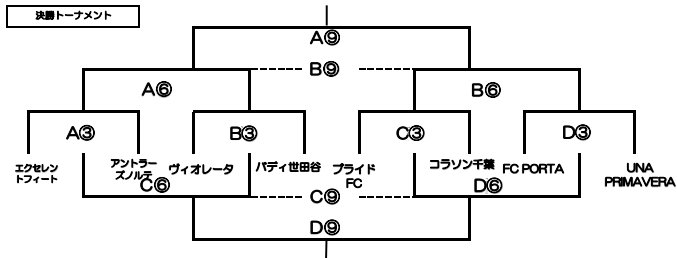 決勝トーナメント
A⑨
B⑨
A⑥
B⑥
A③
B③
C③
D③
エクセレン
トフィート
アントラー
ズノルテ
ヴィオレータ
バディ世田谷
プライド
FC
コラソン千葉
FC PORTA
UNA
PRIMAVERA
C⑥
D⑥
C⑨
D⑨